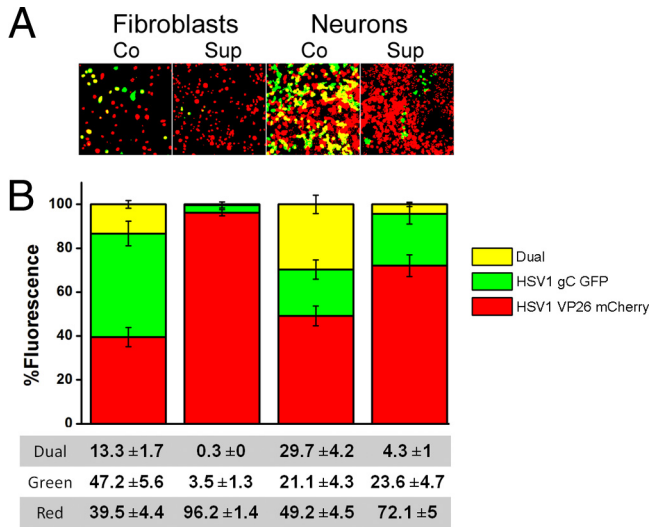 A
Fibroblasts Neurons
Co Sup Co Sup
B
100
80
60
40
20
0
%Fluorescence
Dual
HSV1 gC GFP
HSV1 VP26 mCherry
Dual 13.3 ±1.7 0.3 ±0 29.7 ±4.2 4.3 ±1
Green 47.2 ±5.6 3.5 ±1.3 21.1 ±4.3 23.6 ±4.7
Red 39.5 ±4.4 96.2 ±1.4 49.2 ±4.5 72.1 ±5